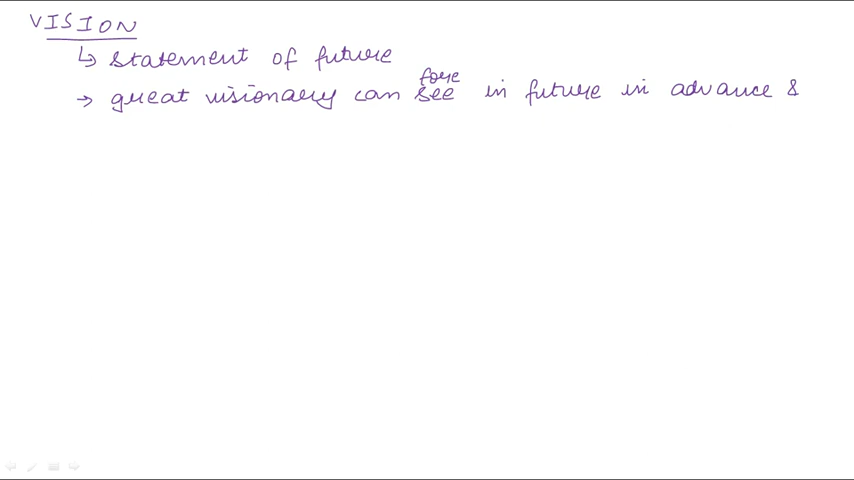 VISION
↳ statement of future
→ great visionary can foresee in future in advance &